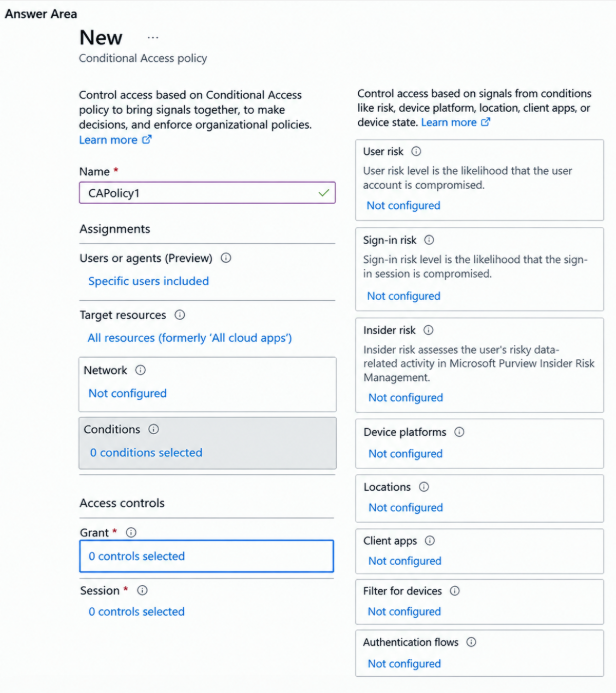 Answer Area
New ...
Conditional Access policy
Control access based on Conditional Access
policy to bring signals together, to make
decisions, and enforce organizational policies.
Learn more
Name *
CAPolicy1
Assignments
Users or agents (Preview)
Specific users included
Target resources
All resources (formerly 'All cloud apps')
Network
Not configured
Conditions
0 conditions selected
Access controls
Grant *
0 controls selected
Session *
0 controls selected
Control access based on signals from conditions
like risk, device platform, location, client apps, or
device state. Learn more
User risk
User risk level is the likelihood that the user
account is compromised.
Not configured
Sign-in risk
Sign-in risk level is the likelihood that the sign-
in session is compromised.
Not configured
Insider risk
Insider risk assesses the user's risky data-
related activity in Microsoft Purview Insider Risk
Management.
Not configured
Device platforms
Not configured
Locations
Not configured
Client apps
Not configured
Filter for devices
Not configured
Authentication flows
Not configured